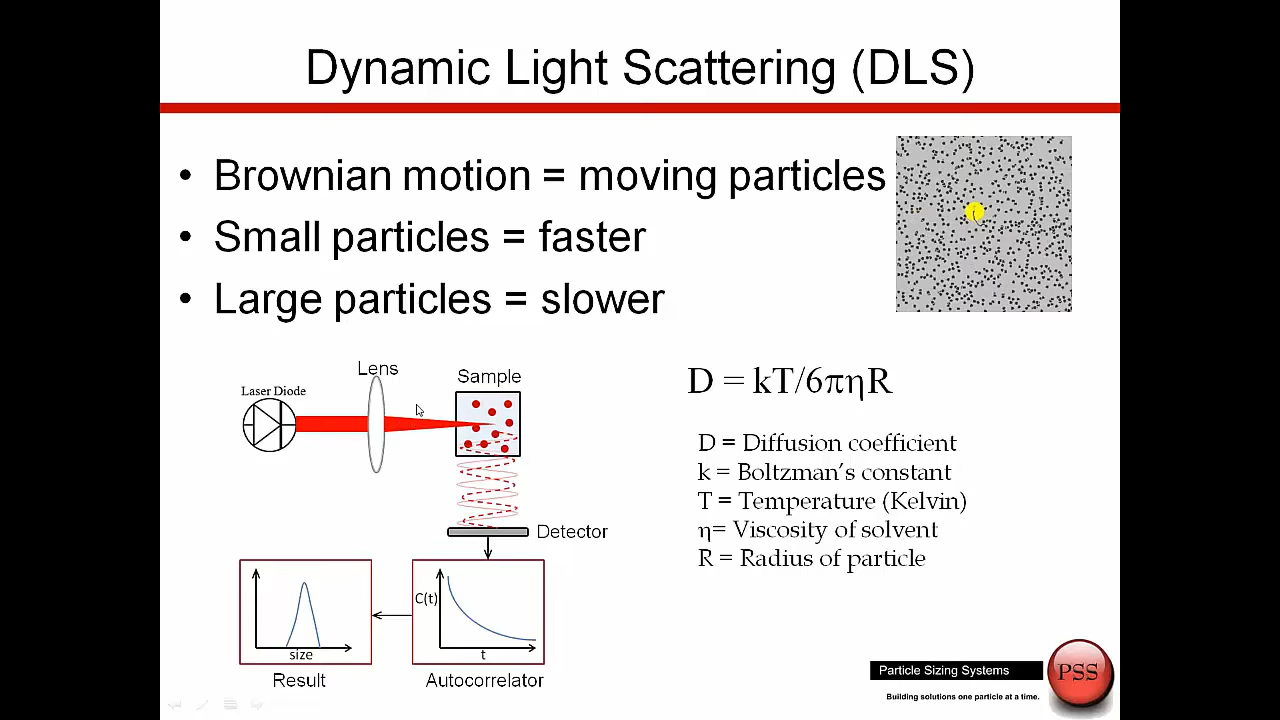 Dynamic Light Scattering (DLS)
• Brownian motion = moving particles
• Small particles = faster
• Large particles = slower
Laser Diode
Lens
Sample
Detector
C(t)
t
Autocorrelator
size
Result
D = kT/6πηR
D = Diffusion coefficient
k = Boltzman's constant
T = Temperature (Kelvin)
η= Viscosity of solvent
R = Radius of particle
Particle Sizing Systems
PSS
Building solutions one particle at a time.